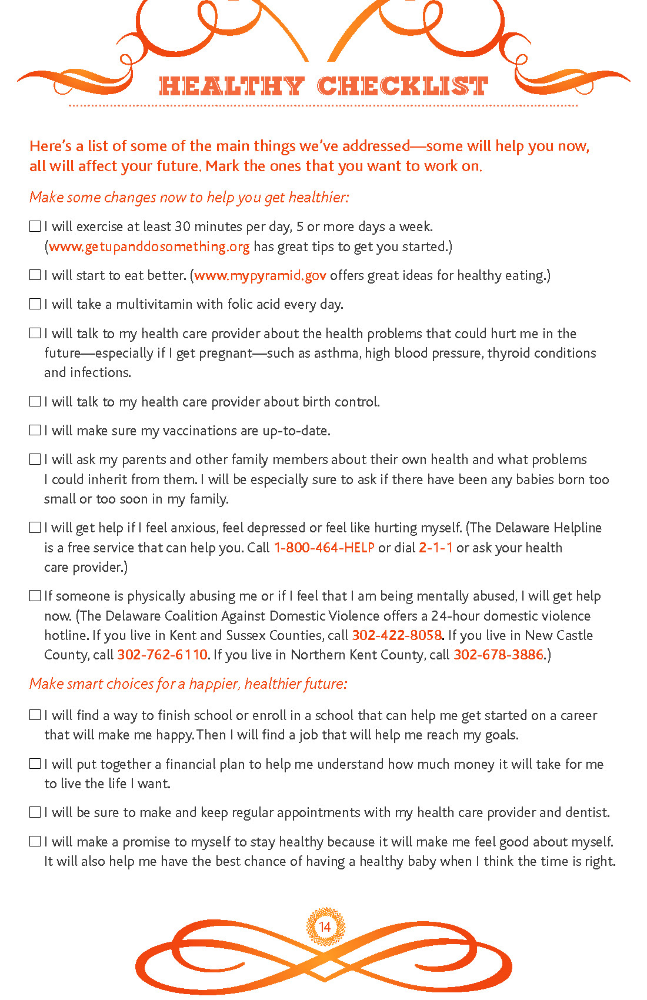 HEALTHY CHECKLIST
Here's a list of some of the main things we've addressed—some will help you now,
all will affect your future. Mark the ones that you want to work on.
Make some changes now to help you get healthier:
I will exercise at least 30 minutes per day, 5 or more days a week.
(www.getupanddosomething.org has great tips to get you started.)
I will start to eat better. (www.mypyramid.gov offers great ideas for healthy eating.)
I will take a multivitamin with folic acid every day.
I will talk to my health care provider about the health problems that could hurt me in the
future—especially if I get pregnant—such as asthma, high blood pressure, thyroid conditions
and infections.
I will talk to my health care provider about birth control.
I will make sure my vaccinations are up-to-date.
I will ask my parents and other family members about their own health and what problems
I could inherit from them. I will be especially sure to ask if there have been any babies born too
small or too soon in my family.
I will get help if I feel anxious, feel depressed or feel like hurting myself. (The Delaware Helpline
is a free service that can help you. Call 1-800-464-HELP or dial 2-1-1 or ask your health
care provider.)
If someone is physically abusing me or if I feel that I am being mentally abused, I will get help
now. (The Delaware Coalition Against Domestic Violence offers a 24-hour domestic violence
hotline. If you live in Kent and Sussex Counties, call 302-422-8058. If you live in New Castle
County, call 302-762-6110. If you live in Northern Kent County, call 302-678-3886.)
Make smart choices for a happier, healthier future:
I will find a way to finish school or enroll in a school that can help me get started on a career
that will make me happy. Then I will find a job that will help me reach my goals.
I will put together a financial plan to help me understand how much money it will take for me
to live the life I want.
I will be sure to make and keep regular appointments with my health care provider and dentist.
I will make a promise to myself to stay healthy because it will make me feel good about myself.
It will also help me have the best chance of having a healthy baby when I think the time is right.
14